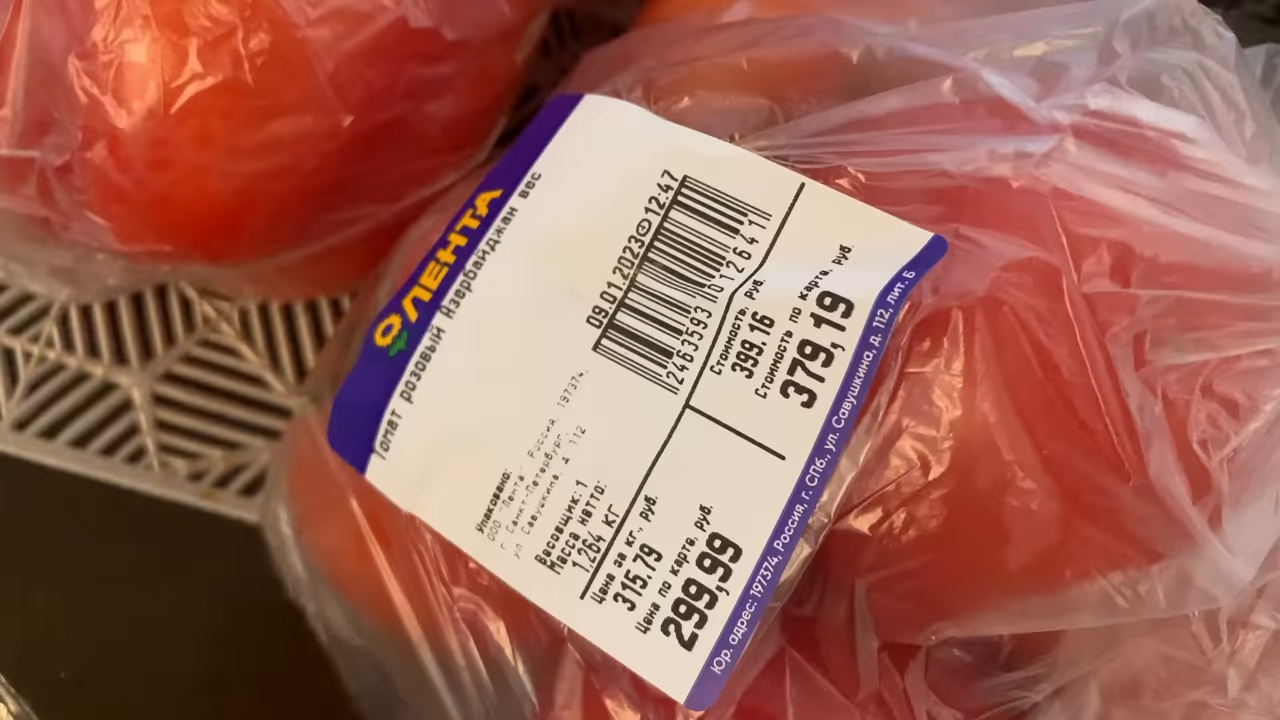 ЛЕНТА
Томат розовый Азербайджан вес
09.01.2023 12:47
2463593 012641
Упаковано:
ООО "Лента" Россия, 197374,
г Санкт-Петербург,
ул Савушкина, д 112
Весовщик: 1
Масса нетто:
1.264 кг
Цена за кг., руб.
315.79
Цена по карте, руб.
299,99
Стоимость, руб.
399.16
Стоимость по карте, руб.
379,19
Юр. адрес: 197374, Россия, г. СПб., ул. Савушкина, д. 112, лит. Б